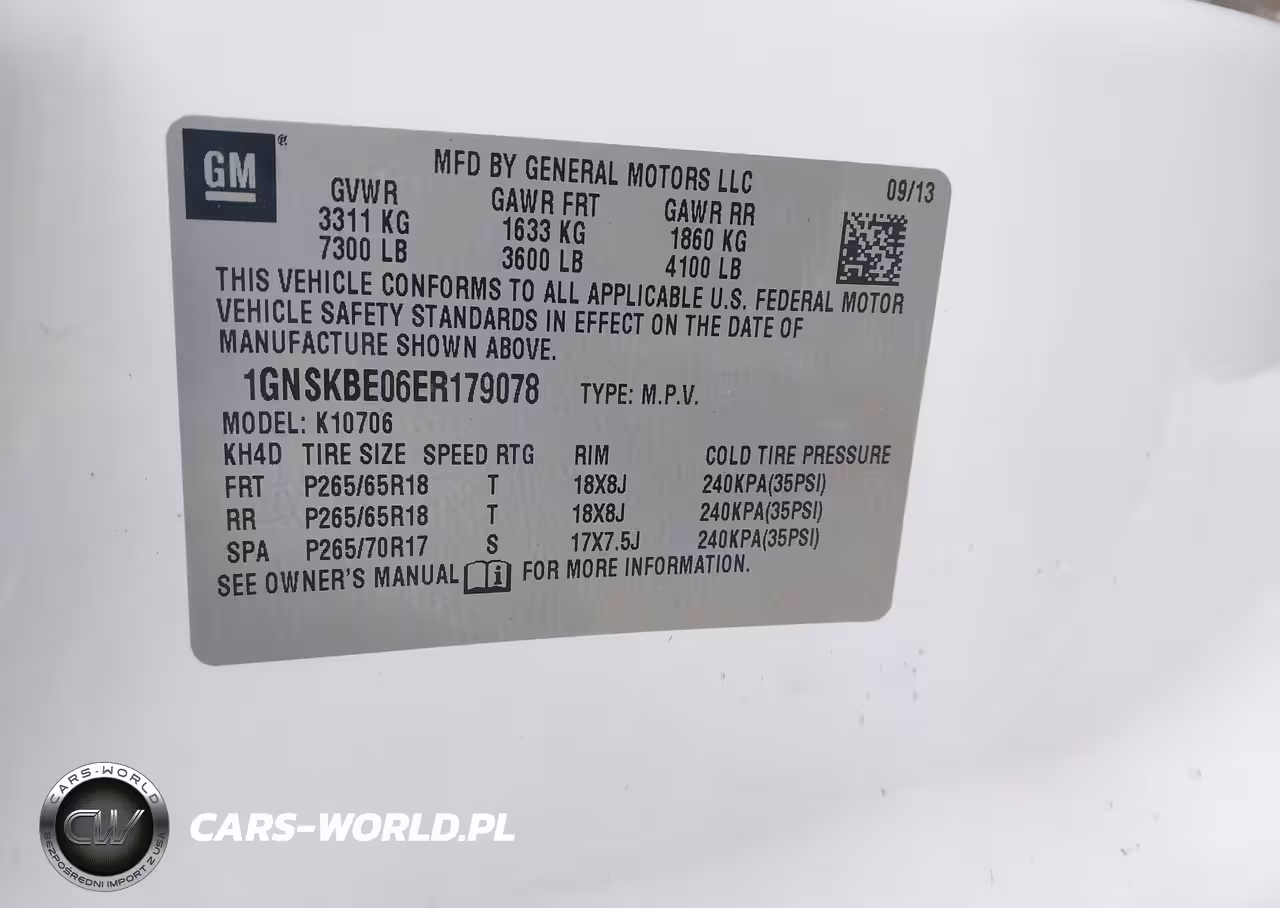 GM ®
MFD BY GENERAL MOTORS LLC 09/13
GVWR GAWR FRT GAWR RR
3311 KG 1633 KG 1860 KG
7300 LB 3600 LB 4100 LB
THIS VEHICLE CONFORMS TO ALL APPLICABLE U.S. FEDERAL MOTOR
VEHICLE SAFETY STANDARDS IN EFFECT ON THE DATE OF
MANUFACTURE SHOWN ABOVE.
1GNSKBE06ER179078 TYPE: M.P.V.
MODEL: K10706
KH4D TIRE SIZE SPEED RTG RIM COLD TIRE PRESSURE
FRT P265/65R18 T 18X8J 240KPA(35PSI)
RR P265/65R18 T 18X8J 240KPA(35PSI)
SPA P265/70R17 S 17X7.5J 240KPA(35PSI)
SEE OWNER'S MANUAL i FOR MORE INFORMATION.
CARS-WORLD
CW
BEZPOŚREDNI IMPORT Z USA
CARS-WORLD.PL